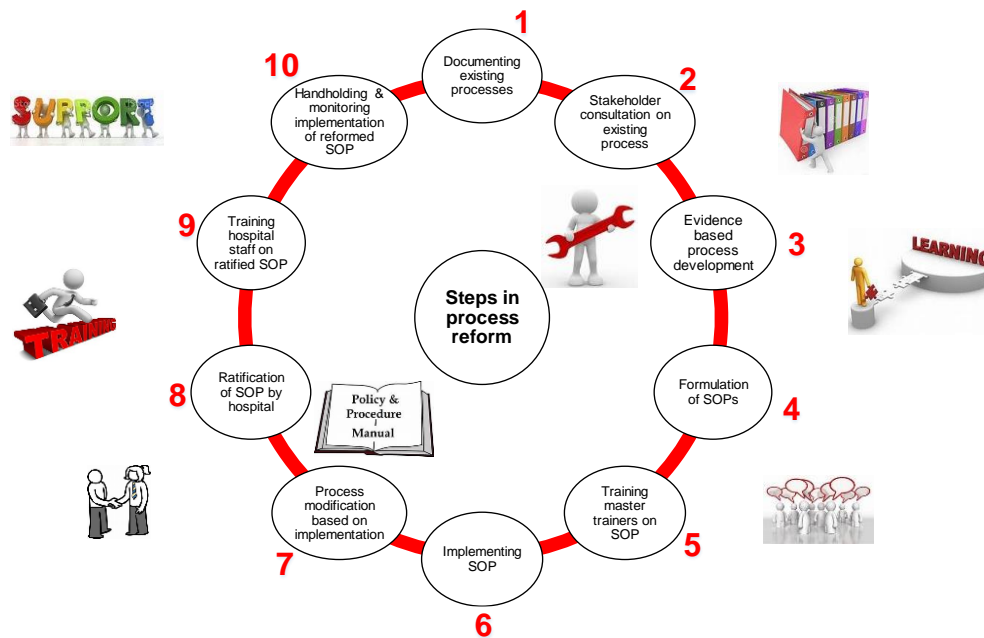 1
Documenting
existing
processes
2
Stakeholder
consultation on
existing
process
3
Evidence
based
process
development
4
Formulation
of SOPs
5
Training
master
trainers on
SOP
6
Implementing
SOP
7
Process
modification
based on
implementation
8
Ratification
of SOP by
hospital
9
Training
hospital
staff on
ratified SOP
10
Handholding &
monitoring
implementation
of reformed
SOP
Steps in
process
reform
SUPPORT
LEARNING
TRAINING
Policy &
Procedure
Manual